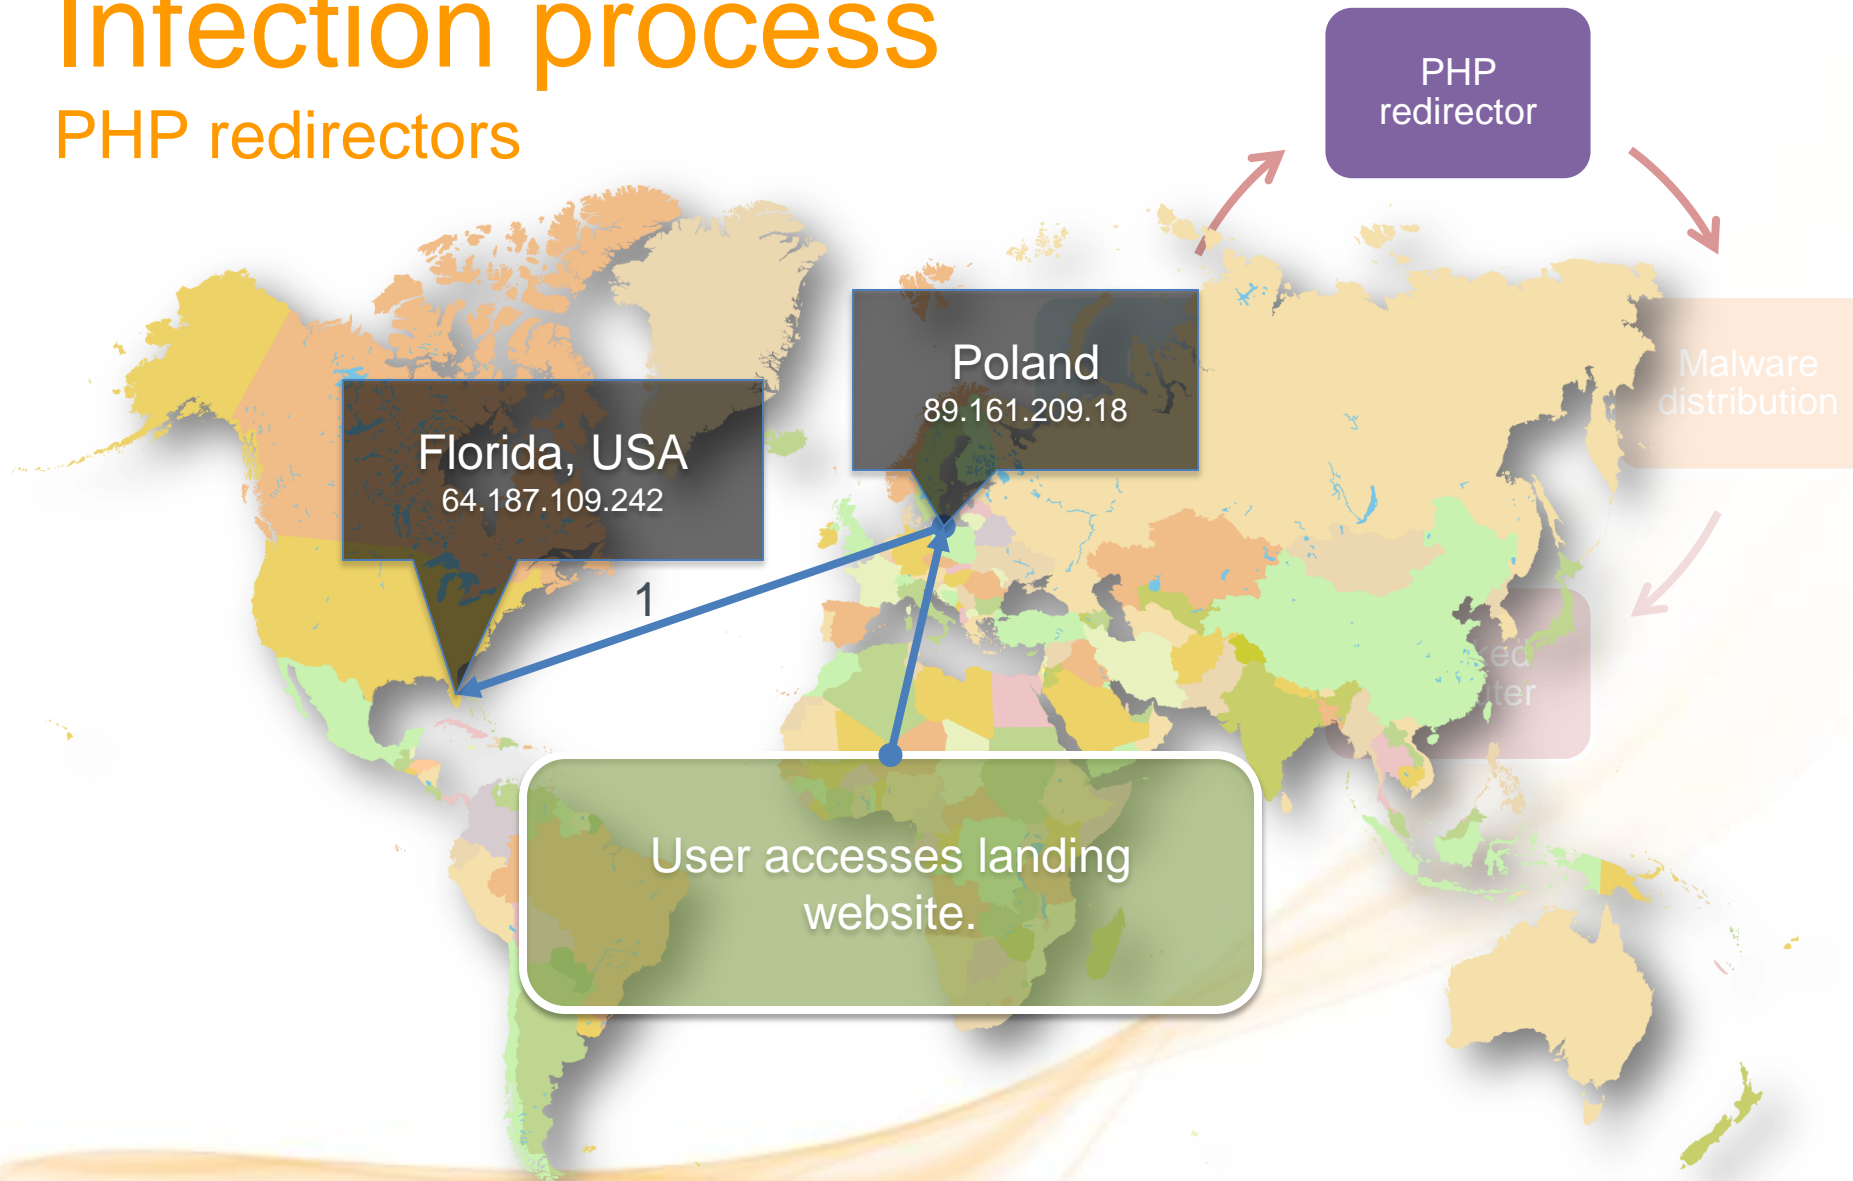 Infection process
PHP redirectors
PHP
redirector
Poland
89.161.209.18
Malware
distribution
Florida, USA
64.187.109.242
1
User accesses landing
website.